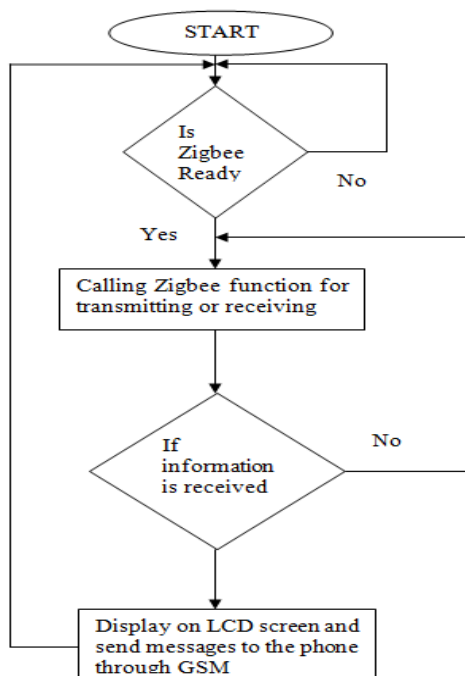 START
Is
Zigbee
Ready
No
Yes
Calling Zigbee function for
transmitting or receiving
If
information
is received
No
Display on LCD screen and
send messages to the phone
through GSM